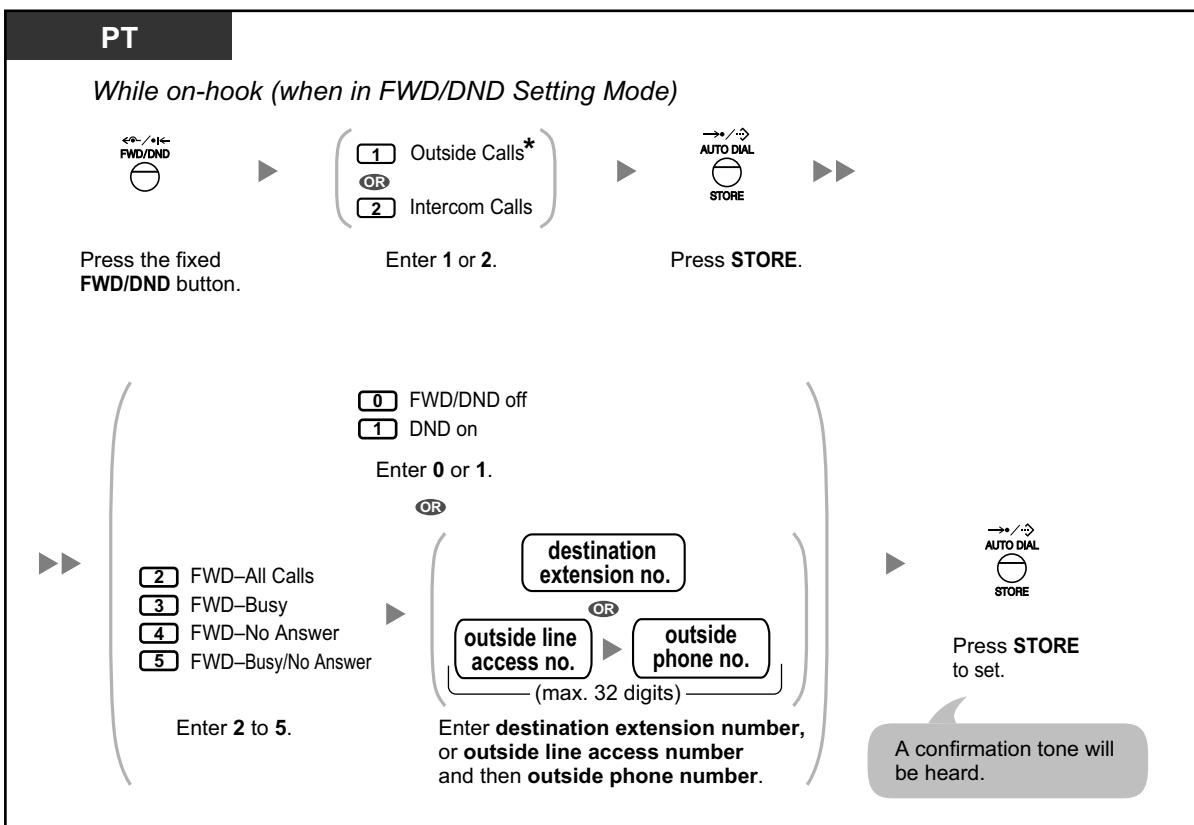 PT
While on-hook (when in FWD/DND Setting Mode)
FWD/DND
1 Outside Calls*
OR
2 Intercom Calls
AUTO DIAL
STORE
Press the fixed
FWD/DND button.
Enter 1 or 2.
Press STORE.
0 FWD/DND off
1 DND on
Enter 0 or 1.
OR
2 FWD–All Calls
3 FWD–Busy
4 FWD–No Answer
5 FWD–Busy/No Answer
Enter 2 to 5.
destination
extension no.
OR
outside line
access no.
outside
phone no.
(max. 32 digits)
Enter destination extension number,
or outside line access number
and then outside phone number.
AUTO DIAL
STORE
Press STORE
to set.
A confirmation tone will
be heard.